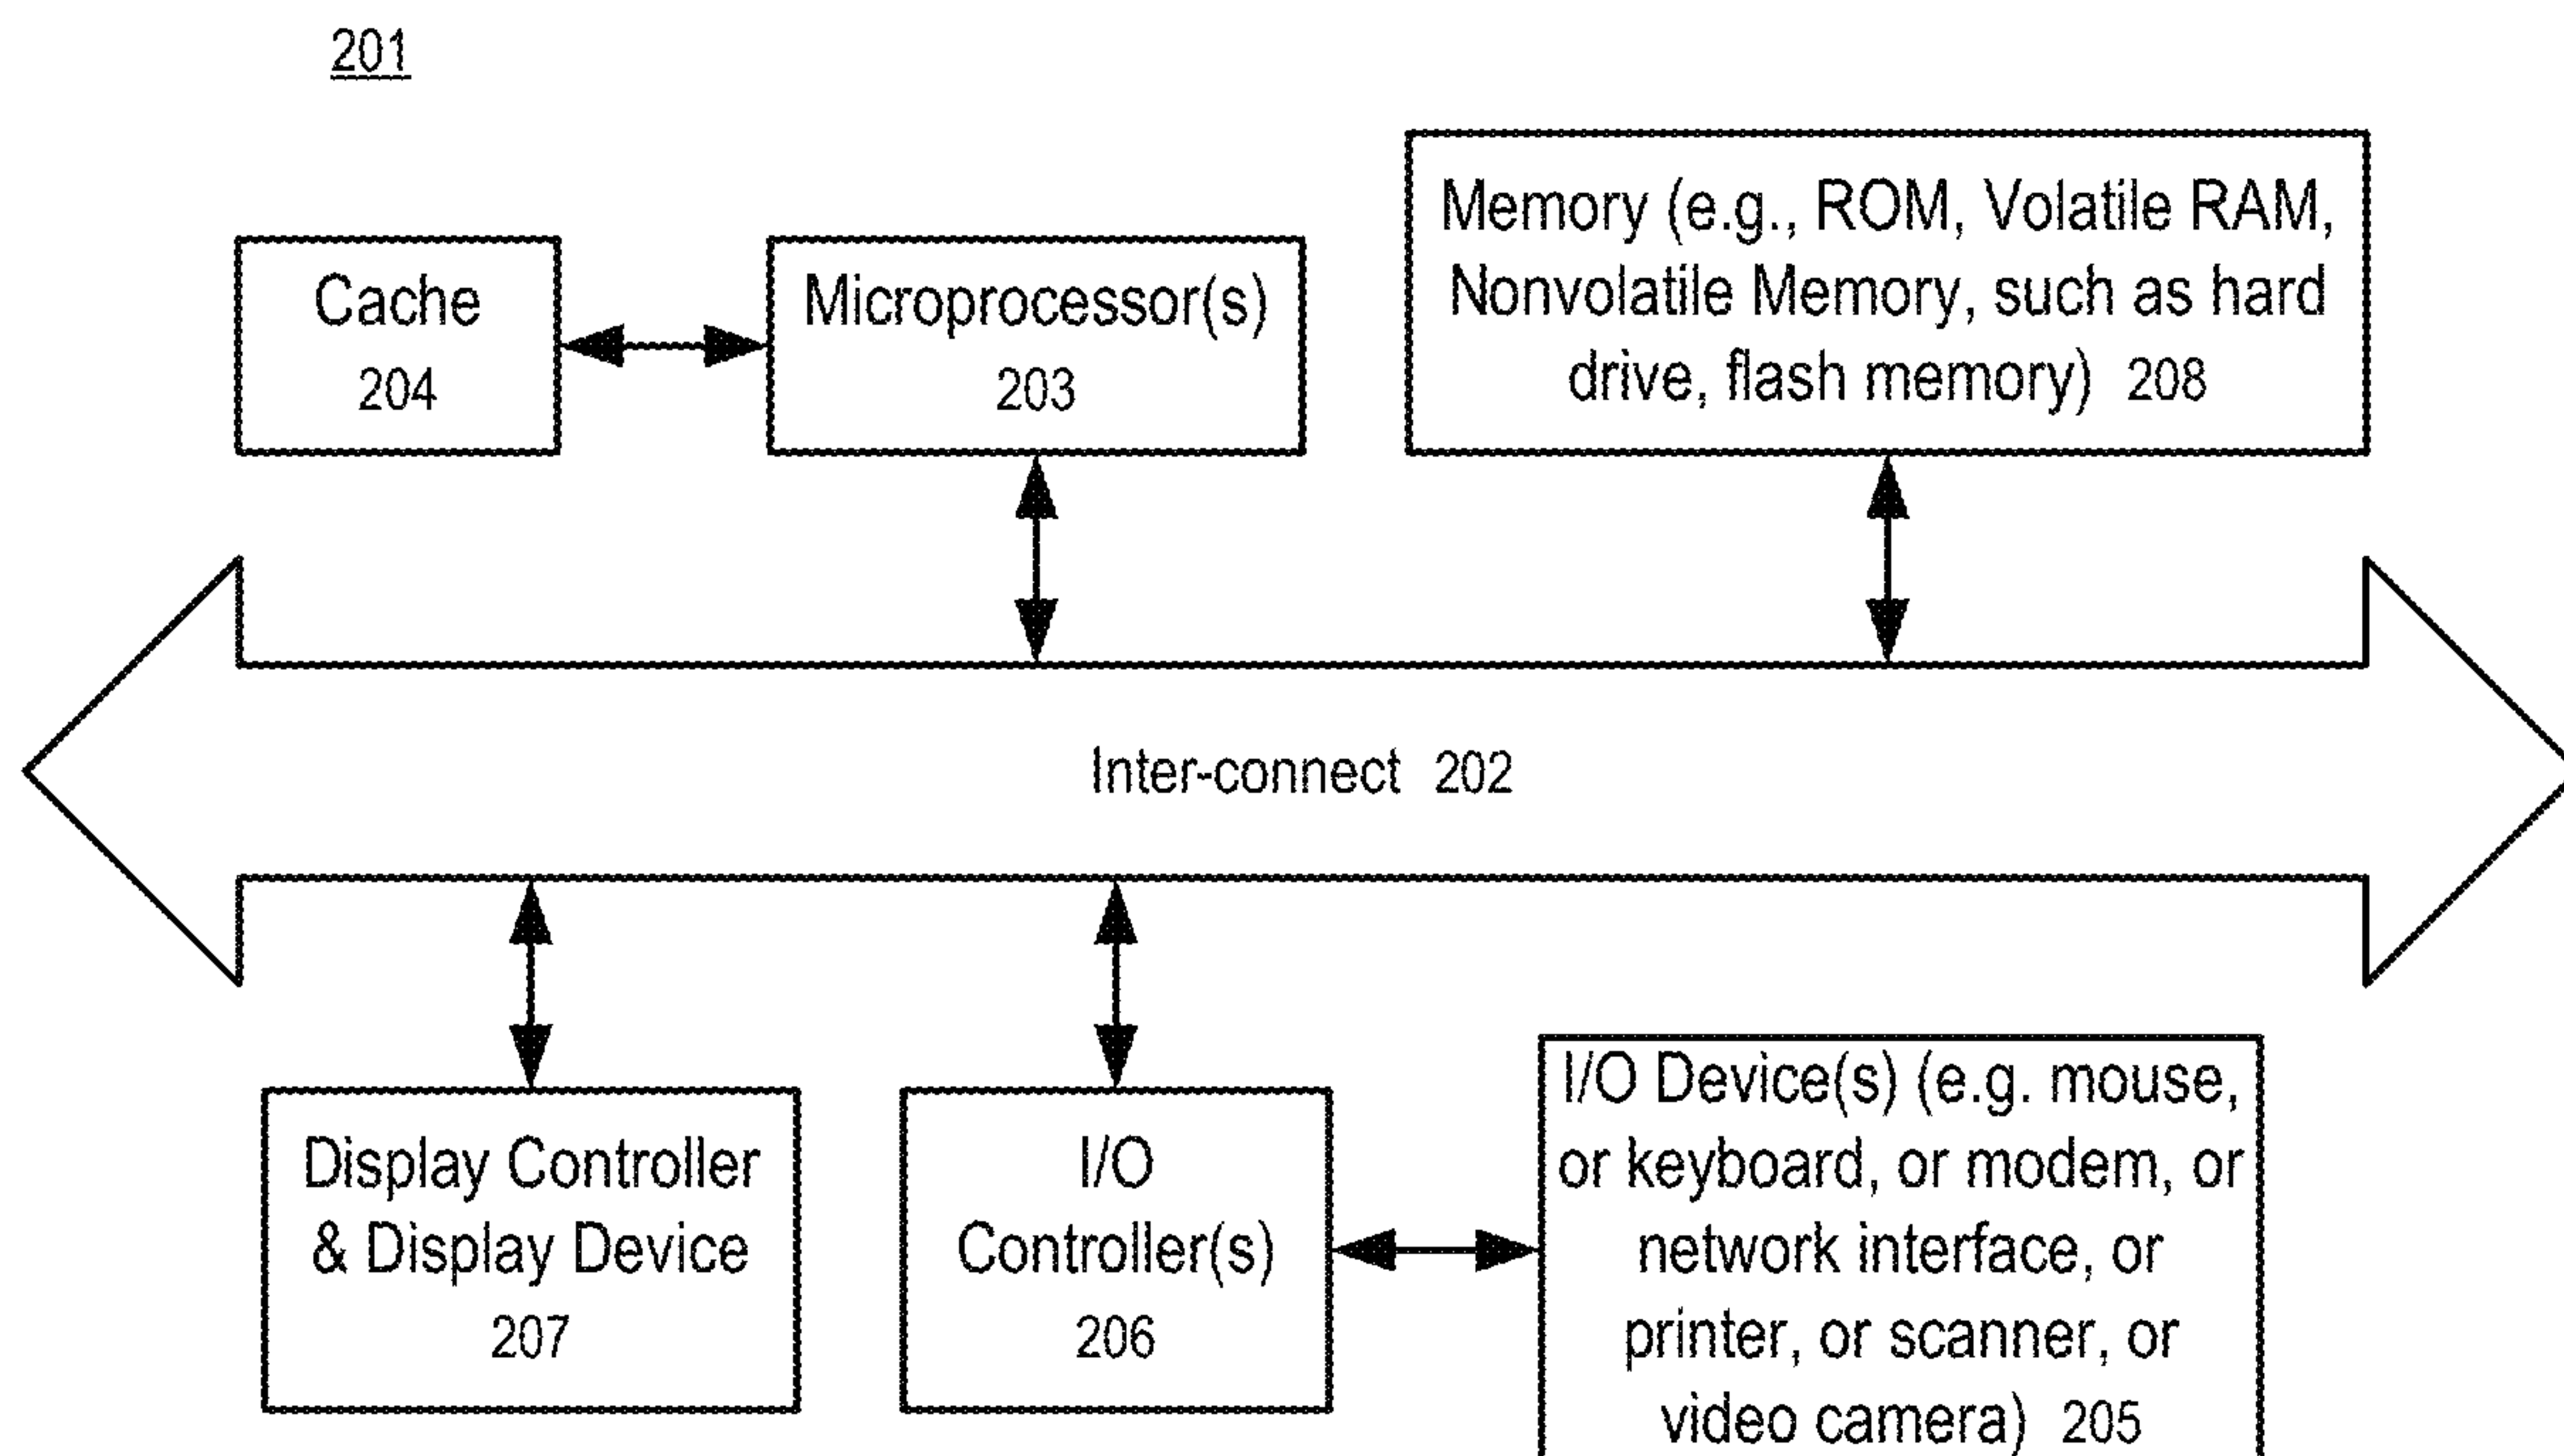 201
Cache
204
Microprocessor(s)
203
Memory (e.g., ROM, Volatile RAM,
Nonvolatile Memory, such as hard
drive, flash memory) 208
Inter-connect 202
Display Controller
& Display Device
207
I/O
Controller(s)
206
I/O Device(s) (e.g. mouse,
or keyboard, or modem, or
network interface, or
printer, or scanner, or
video camera) 205